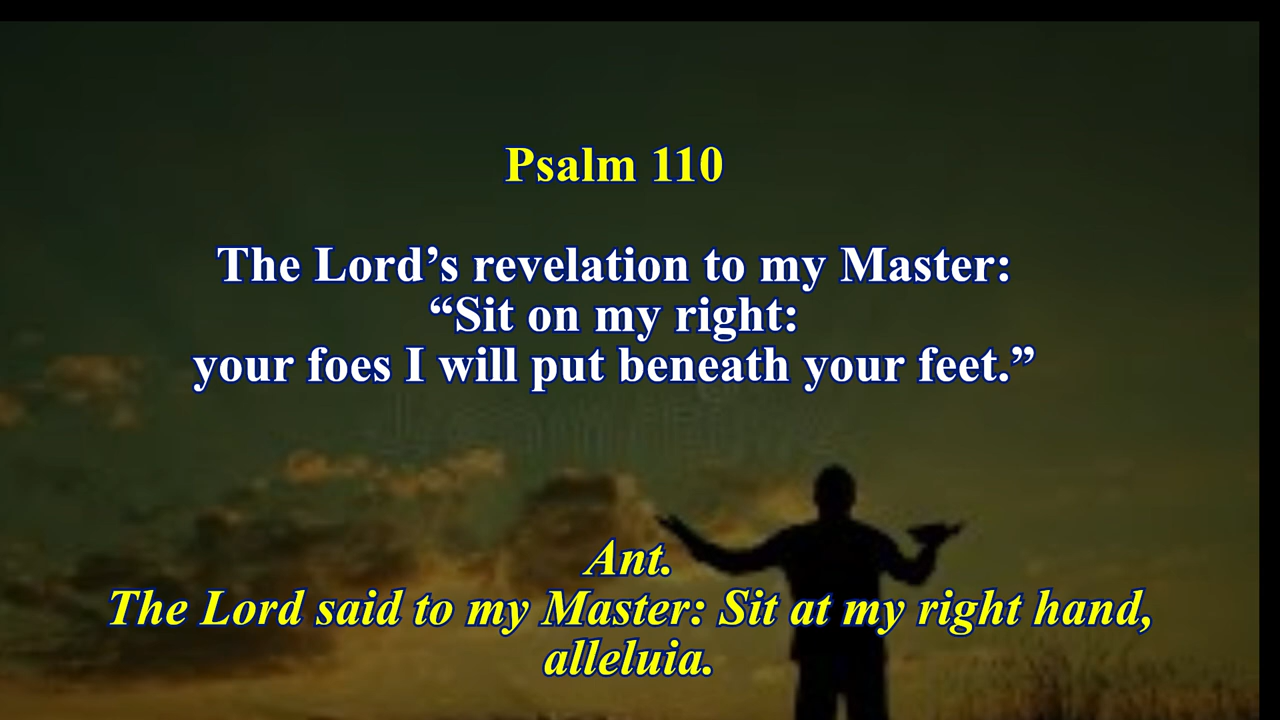 Psalm 110
The Lord’s revelation to my Master:
“Sit on my right:
your foes I will put beneath your feet.”
Ant.
The Lord said to my Master: Sit at my right hand,
alleluia.